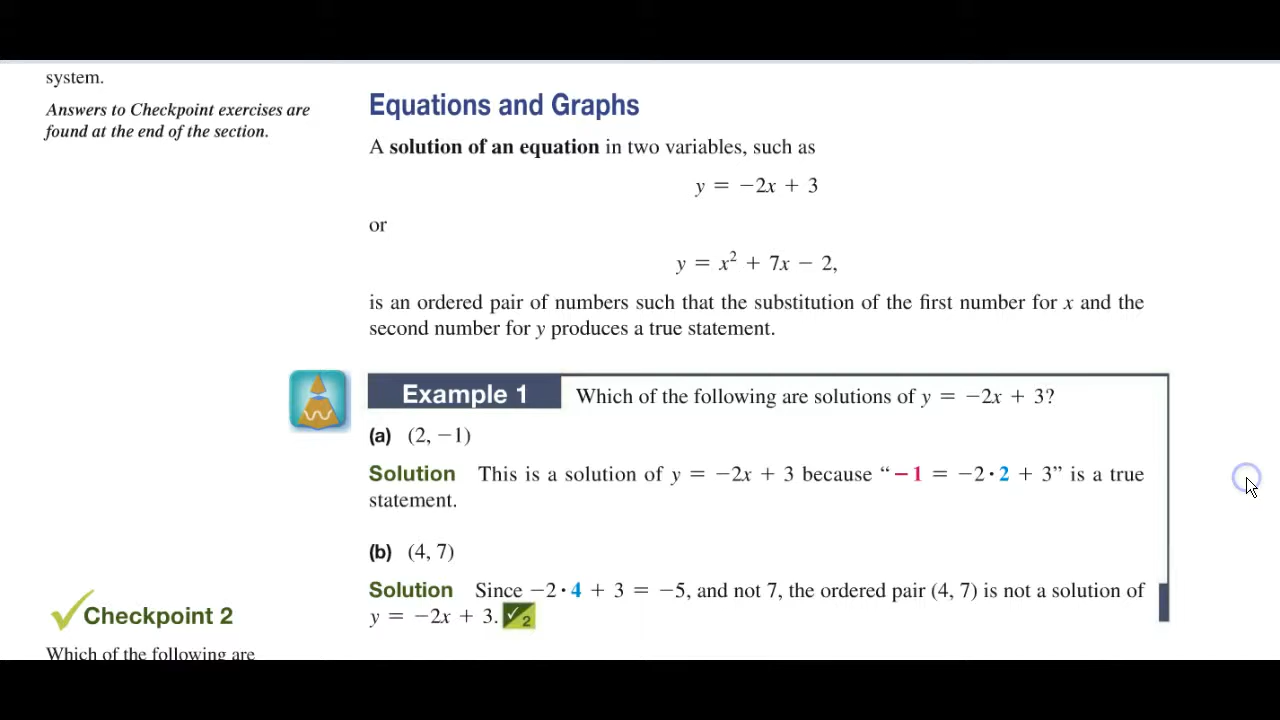 system.
Answers to Checkpoint exercises are
found at the end of the section.
Equations and Graphs
A solution of an equation in two variables, such as
y = −2x + 3
or
y = x² + 7x − 2,
is an ordered pair of numbers such that the substitution of the first number for x and the
second number for y produces a true statement.
Example 1 Which of the following are solutions of y = −2x + 3?
(a) (2, −1)
Solution This is a solution of y = −2x + 3 because “−1 = −2 · 2 + 3” is a true
statement.
(b) (4, 7)
Solution Since −2 · 4 + 3 = −5, and not 7, the ordered pair (4, 7) is not a solution of
y = −2x + 3. ✓2
Checkpoint 2
Which of the following are